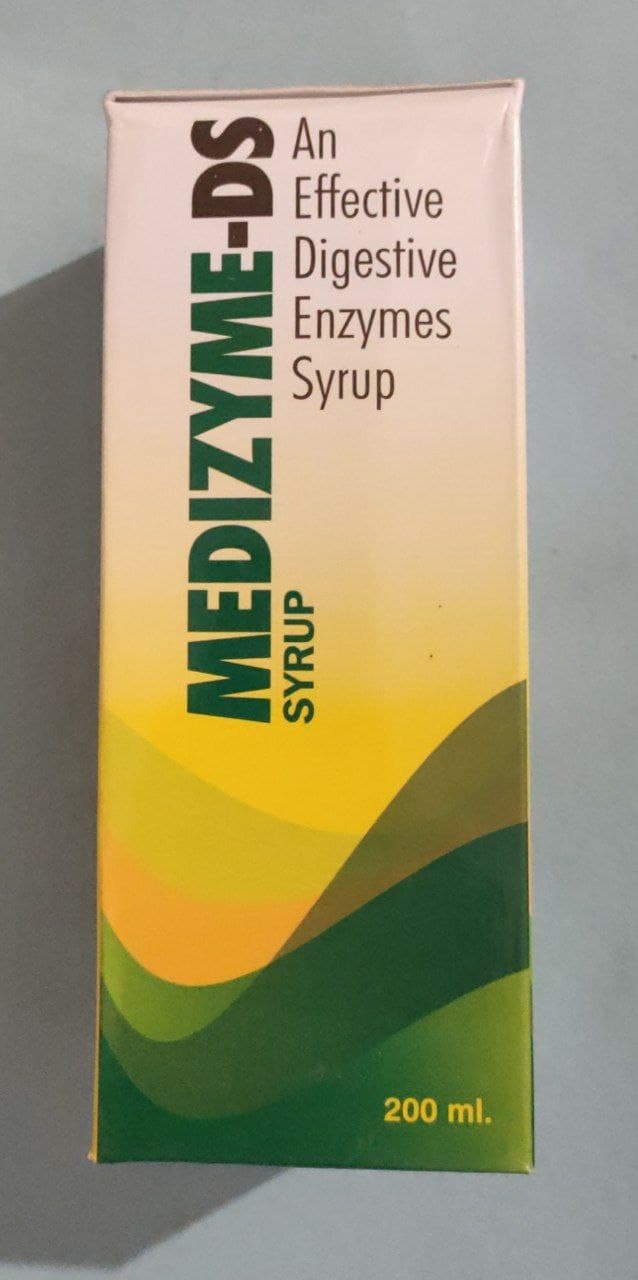 MEDIZYME-DS
SYRUP
An
Effective
Digestive
Enzymes
Syrup
200 ml.